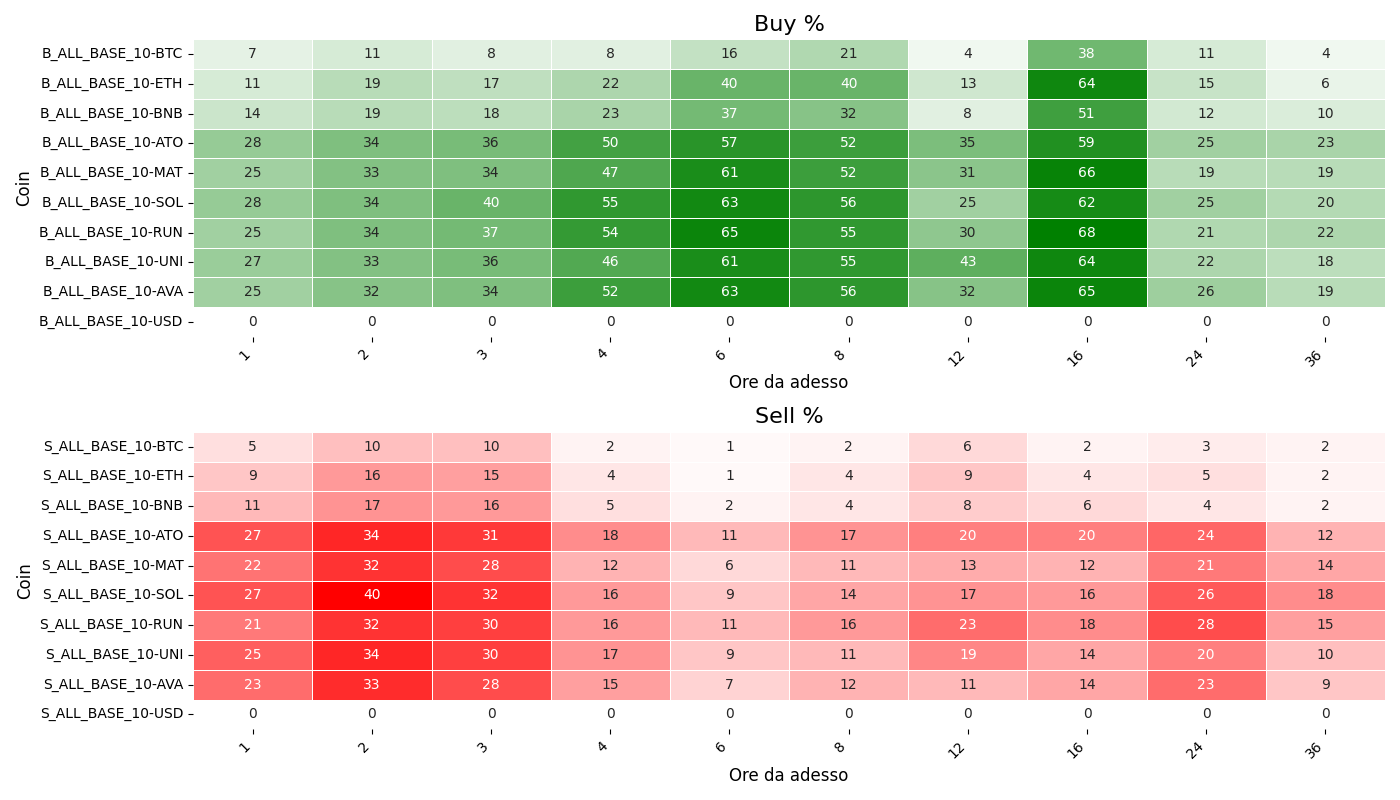 Buy %
Coin
B_ALL_BASE_10-BTC 7 11 8 8 16 21 4 38 11 4
B_ALL_BASE_10-ETH 11 19 17 22 40 40 13 64 15 6
B_ALL_BASE_10-BNB 14 19 18 23 37 32 8 51 12 10
B_ALL_BASE_10-ATO 28 34 36 50 57 52 35 59 25 23
B_ALL_BASE_10-MAT 25 33 34 47 61 52 31 66 19 19
B_ALL_BASE_10-SOL 28 34 40 55 63 56 25 62 25 20
B_ALL_BASE_10-RUN 25 34 37 54 65 55 30 68 21 22
B_ALL_BASE_10-UNI 27 33 36 46 61 55 43 64 22 18
B_ALL_BASE_10-AVA 25 32 34 52 63 56 32 65 26 19
B_ALL_BASE_10-USD 0 0 0 0 0 0 0 0 0 0
1 2 3 4 6 8 12 16 24 36
Ore da adesso
Sell %
Coin
S_ALL_BASE_10-BTC 5 10 10 2 1 2 6 2 3 2
S_ALL_BASE_10-ETH 9 16 15 4 1 4 9 4 5 2
S_ALL_BASE_10-BNB 11 17 16 5 2 4 8 6 4 2
S_ALL_BASE_10-ATO 27 34 31 18 11 17 20 20 24 12
S_ALL_BASE_10-MAT 22 32 28 12 6 11 13 12 21 14
S_ALL_BASE_10-SOL 27 40 32 16 9 14 17 16 26 18
S_ALL_BASE_10-RUN 21 32 30 16 11 16 23 18 28 15
S_ALL_BASE_10-UNI 25 34 30 17 9 11 19 14 20 10
S_ALL_BASE_10-AVA 23 33 28 15 7 12 11 14 23 9
S_ALL_BASE_10-USD 0 0 0 0 0 0 0 0 0 0
1 2 3 4 6 8 12 16 24 36
Ore da adesso